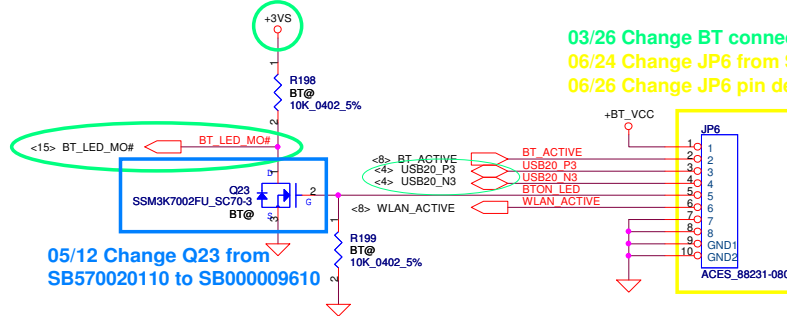 +3VS
03/26 Change BT connec
06/24 Change JP6 from S
06/26 Change JP6 pin de
1
R198
BT@
10K_0402_5%
2
+BT_VCC
JP6
<15> BT_LED_MO#
BT_LED_MO#
<8> BT_ACTIVE
BT_ACTIVE
<4> USB20_P3
USB20_P3
<4> USB20_N3
USB20_N3
BTON_LED
<8> WLAN_ACTIVE
WLAN_ACTIVE
1 1
2 2
3 3
4 4
5 5
6 6
7 7
8 8
9 GND1
10 GND2
ACES_88231-080
D 1
Q23
SSM3K7002FU_SC70-3
BT@
2
G
S 3
1
R199
BT@
10K_0402_5%
2
05/12 Change Q23 from
SB570020110 to SB000009610